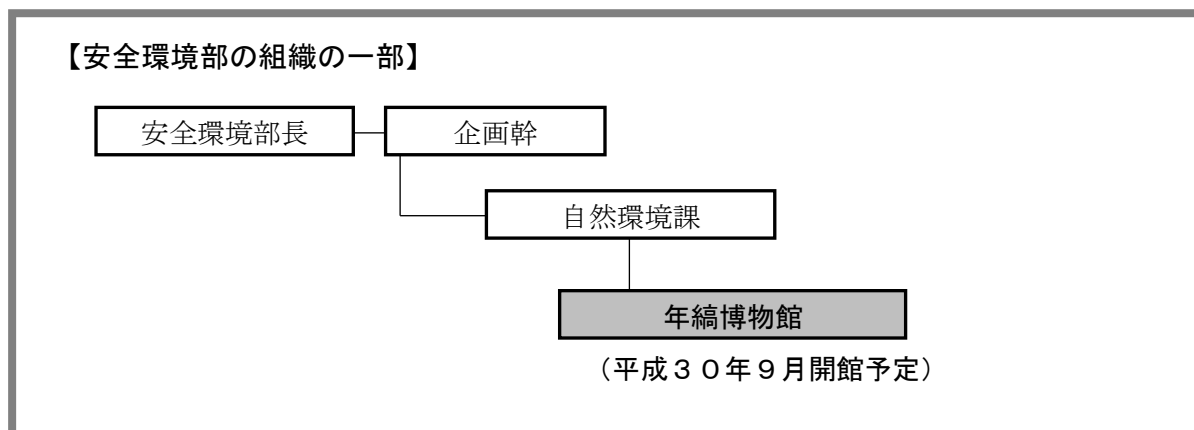 【安全環境部の組織の一部】
安全環境部長
企画幹
自然環境課
年縞博物館
（平成３０年９月開館予定）